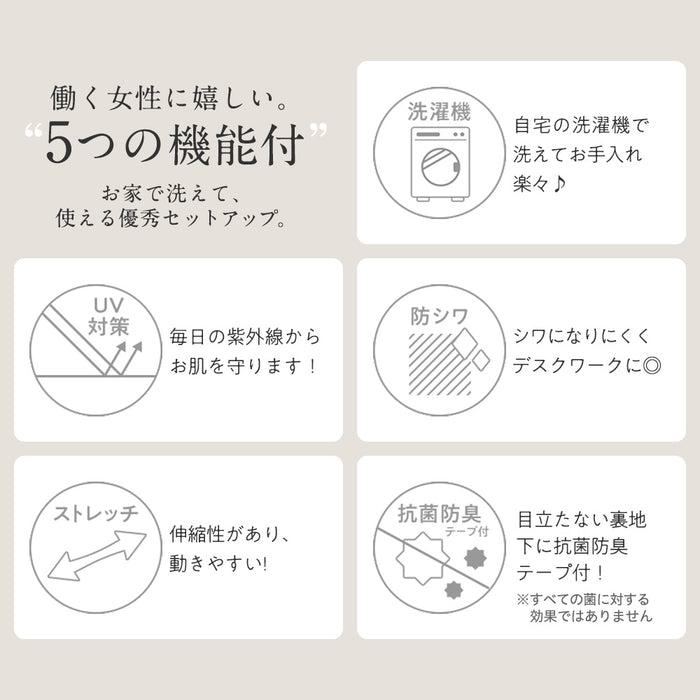 働く女性に嬉しい。
“5つの機能付”
お家で洗えて、
使える優秀セットアップ。
洗濯機
自宅の洗濯機で
洗えてお手入れ
楽々♪
UV
対策
毎日の紫外線から
お肌を守ります！
防シワ
シワになりにくく
デスクワークに◎
ストレッチ
伸縮性があり、
動きやすい!
抗菌防臭
テープ付
目立たない裏地
下に抗菌防臭
テープ付！
※すべての菌に対する
効果ではありません